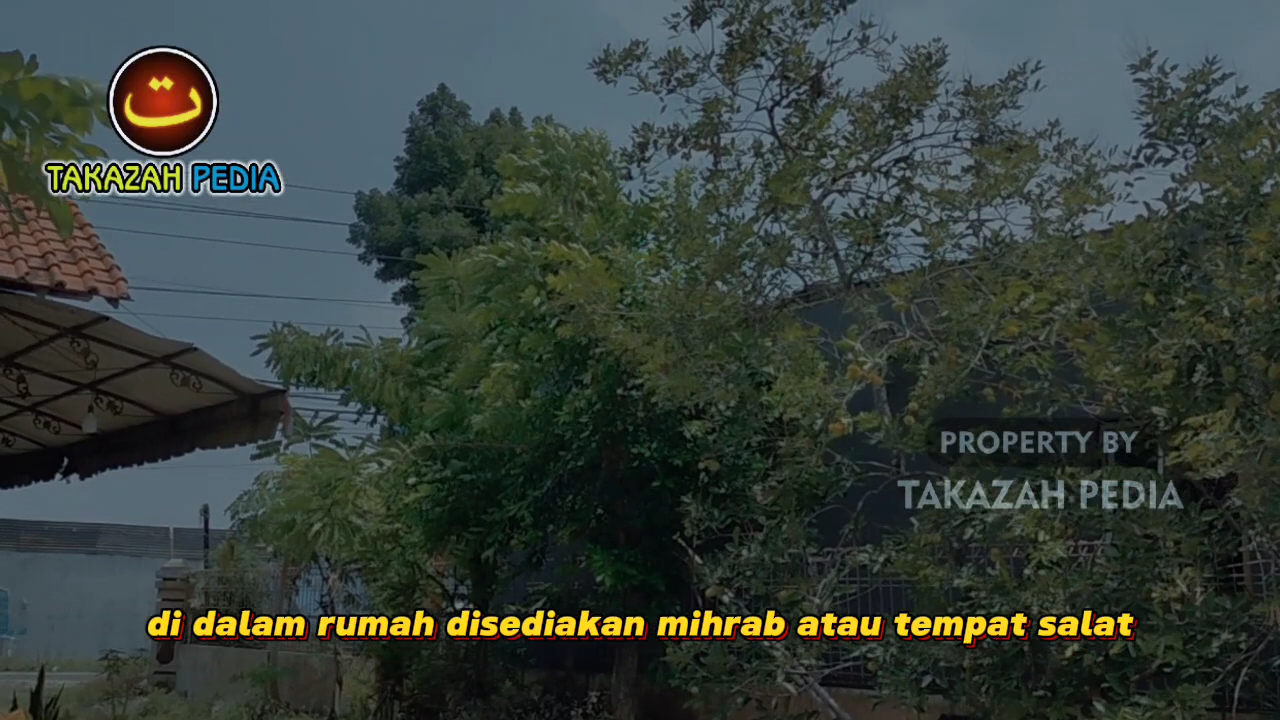 ت
TAKAZAH PEDIA
PROPERTY BY
TAKAZAH PEDIA
di dalam rumah disediakan mihrab atau tempat salat